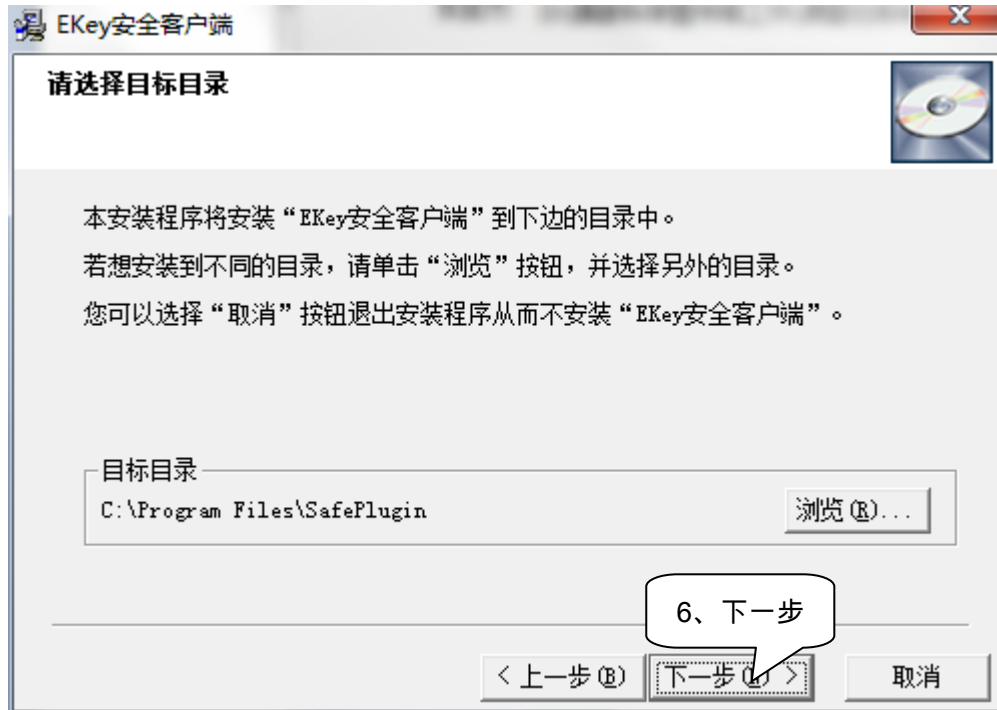 EKey安全客户端
请选择目标目录
本安装程序将安装“EKey安全客户端”到下边的目录中。
若想安装到不同的目录，请单击“浏览”按钮，并选择另外的目录。
您可以选择“取消”按钮退出安装程序从而不安装“EKey安全客户端”。
目标目录
C:\Program Files\SafePlugin
浏览(R)...
6、下一步
< 上一步(B)
下一步(N) >
取消